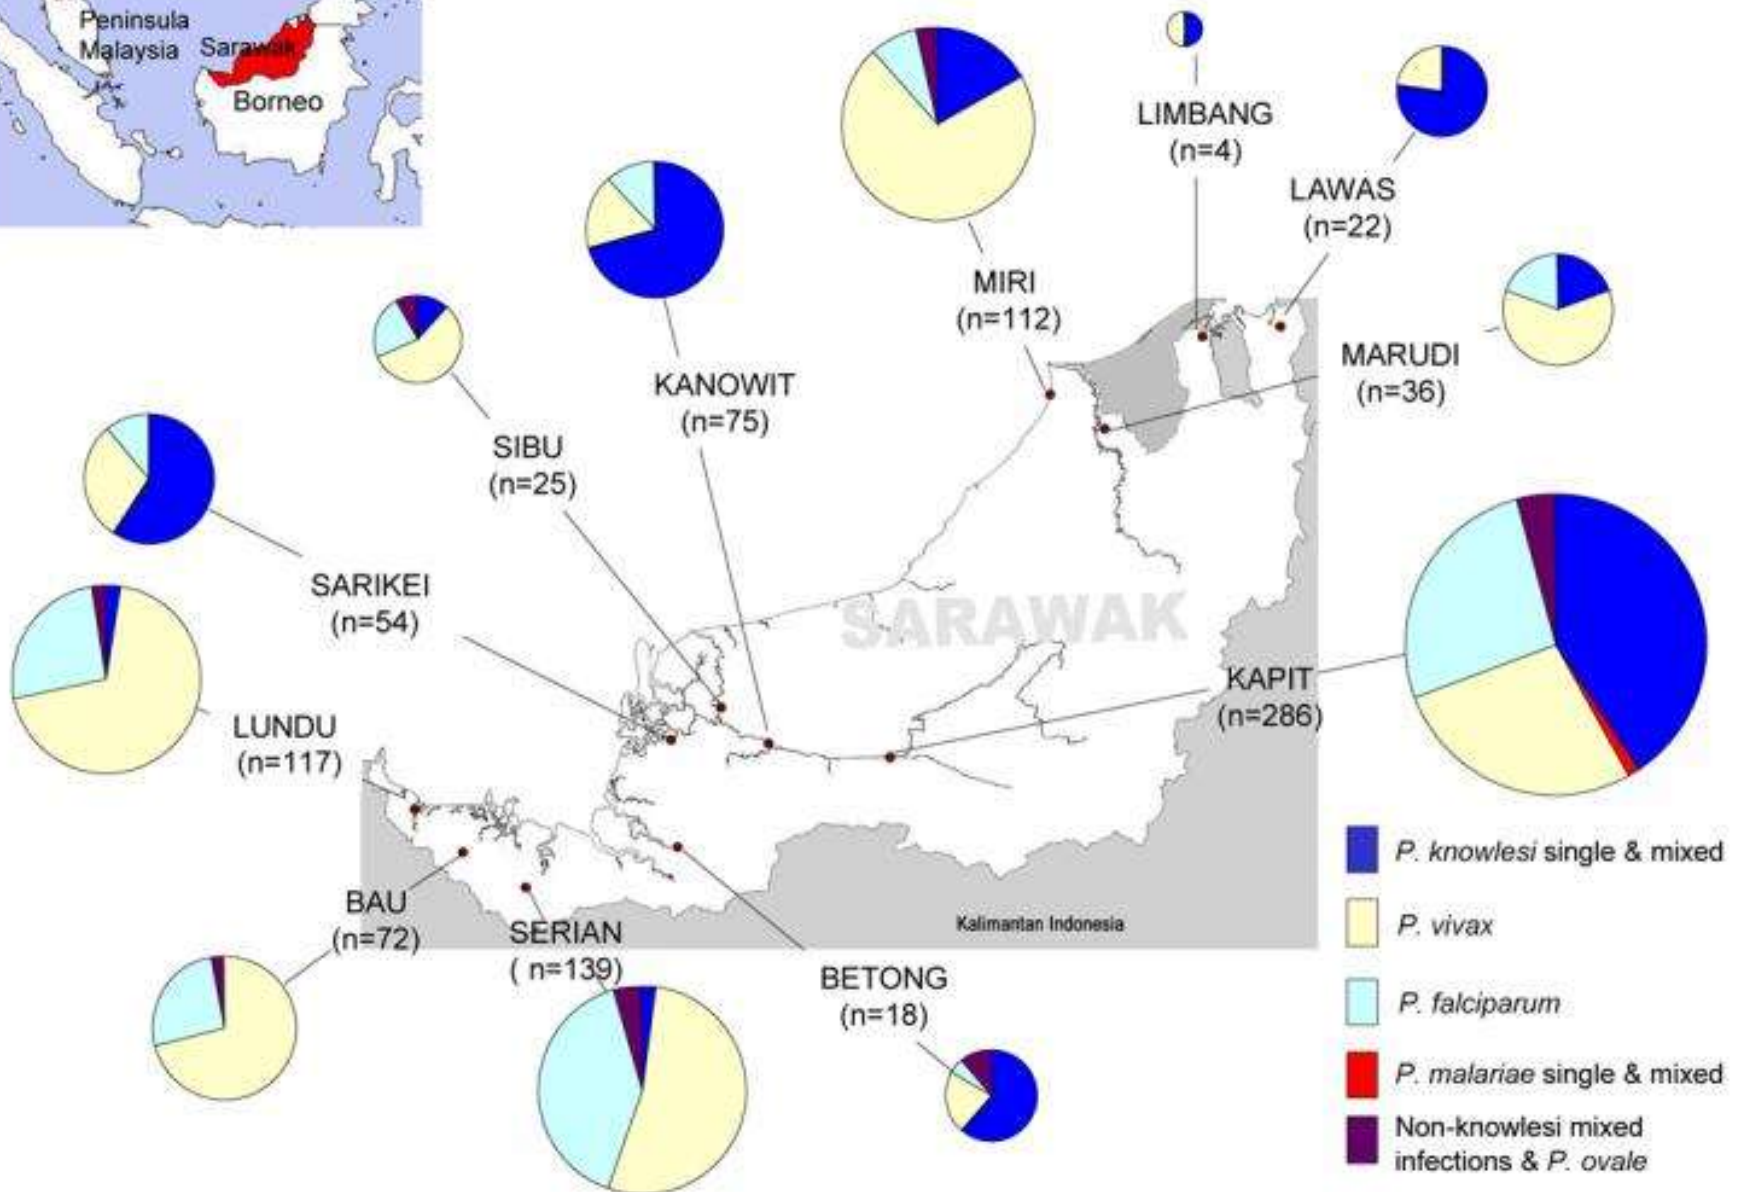 Peninsula
Malaysia
Sarawak
Borneo
LIMBANG
(n=4)
LAWAS
(n=22)
MIRI
(n=112)
MARUDI
(n=36)
KANOWIT
(n=75)
SIBU
(n=25)
SARIKEI
(n=54)
SARAWAK
KAPIT
(n=286)
LUNDU
(n=117)
BAU
(n=72)
SERIAN
( n=139)
Kalimantan Indonesia
BETONG
(n=18)
P. knowlesi single & mixed
P. vivax
P. falciparum
P. malariae single & mixed
Non-knowlesi mixed
infections & P. ovale